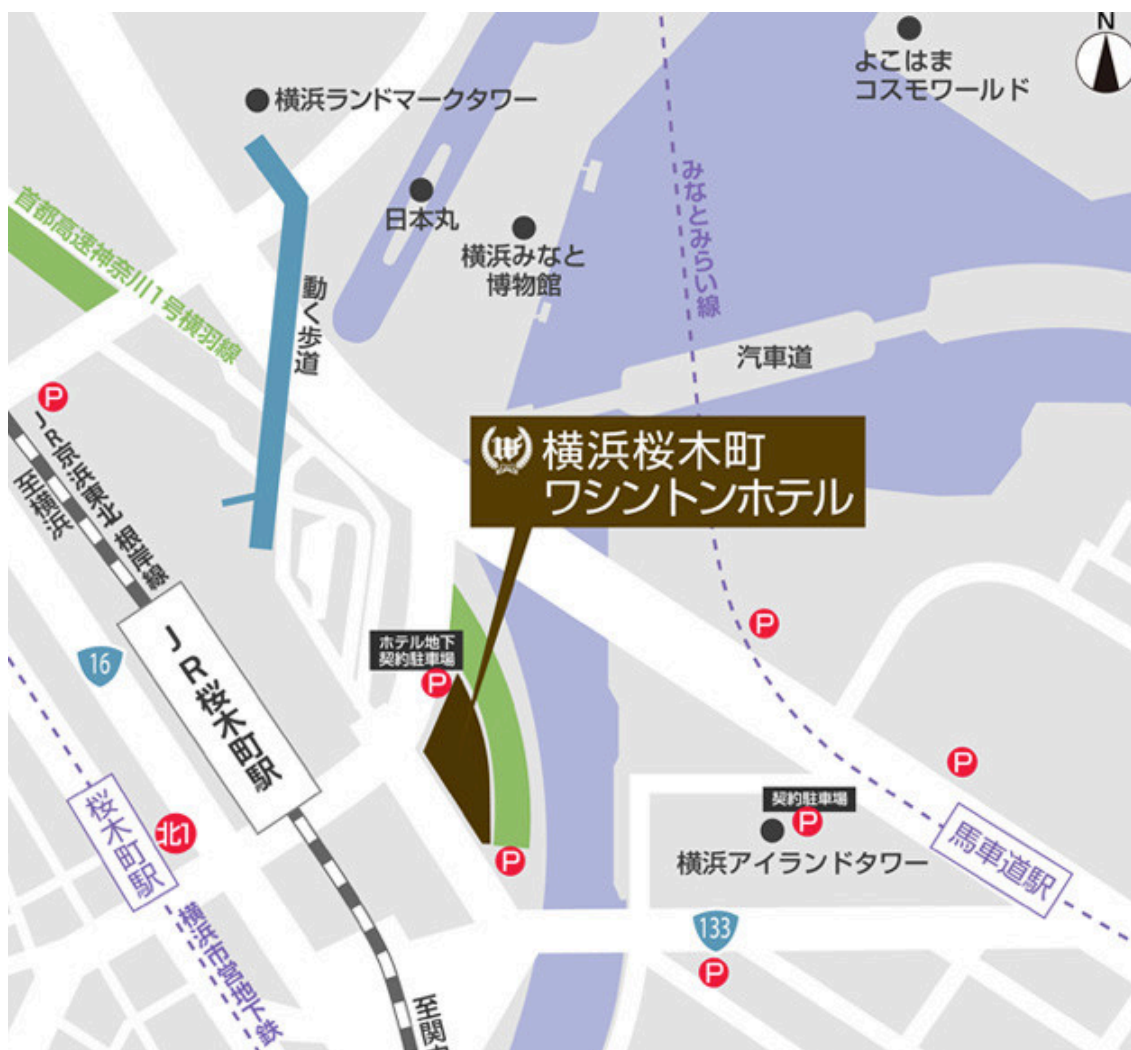 N
よこはま
コスモワールド
横浜ランドマークタワー
みなとみらい線
首都高速神奈川1号横羽線
日本丸
横浜みなと
博物館
動く歩道
汽車道
P
JR京浜東北 根岸線
至横浜
横浜桜木町
ワシントンホテル
16
JR桜木町駅
ホテル地下
契約駐車場
P
P
桜木町駅
北1
P
契約駐車場
P
P
横浜アイランドタワー
馬車道駅
133
P
横浜市営地下鉄
至関内